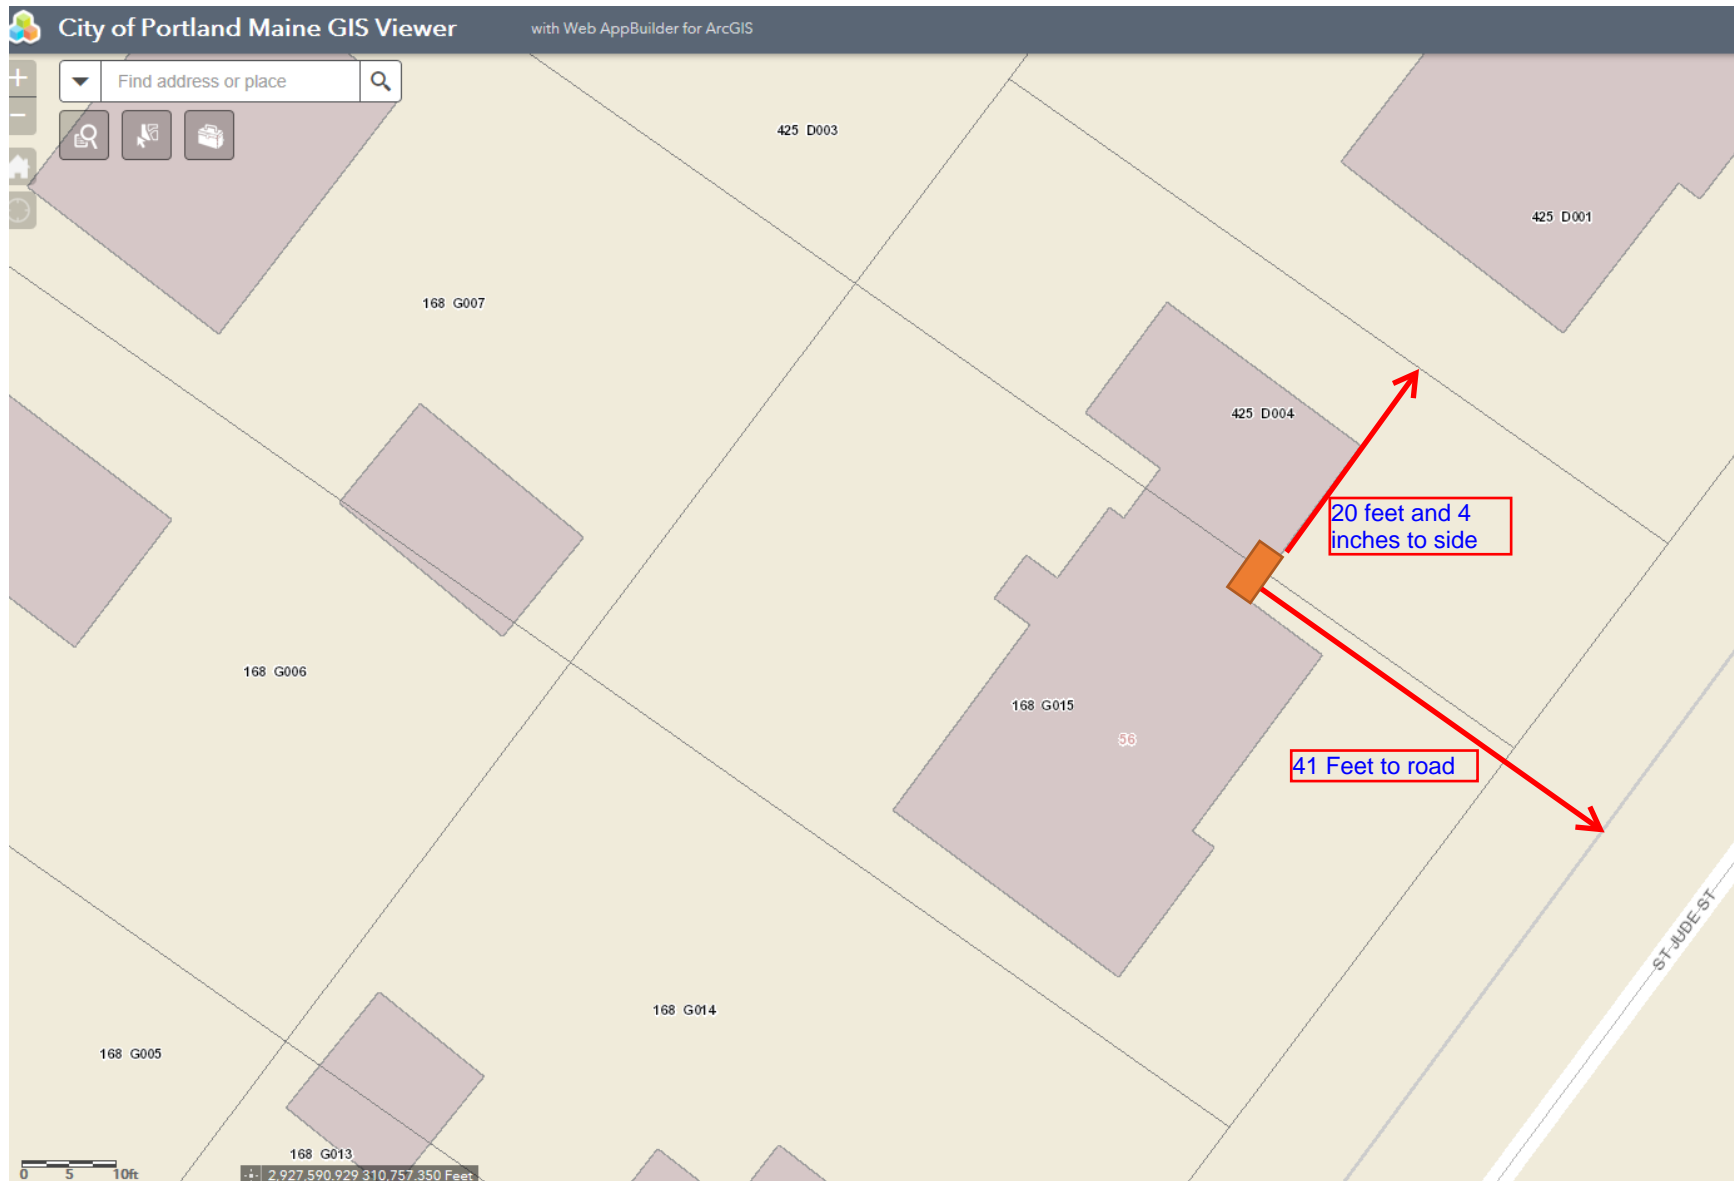 City of Portland Maine GIS Viewer
with Web AppBuilder for ArcGIS
Find address or place
425 D003
425 D001
168 G007
425 D004
20 feet and 4
inches to side
168 G006
168 G015
56
41 Feet to road
ST JUDE ST
168 G014
168 G005
168 G013
0 5 10ft
2,927,590.929 310,757.350 Feet